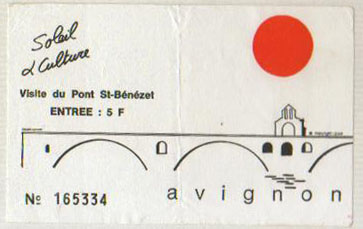 Soleil
& Culture
Visite du Pont St-Bénézet
ENTREE : 5 F
№ 165334
avignon